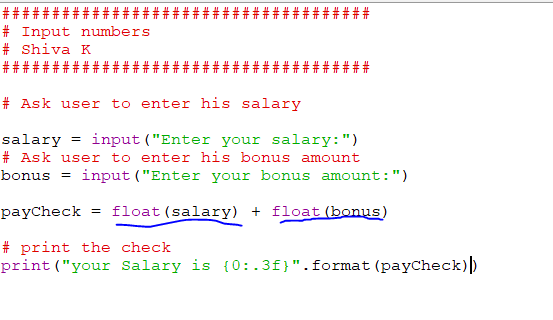 #####################################
# Input numbers
# Shiva K
#####################################
# Ask user to enter his salary
salary = input("Enter your salary:")
# Ask user to enter his bonus amount
bonus = input("Enter your bonus amount:")
payCheck = float(salary) + float(bonus)
# print the check
print("your Salary is {0:.3f}".format(payCheck))